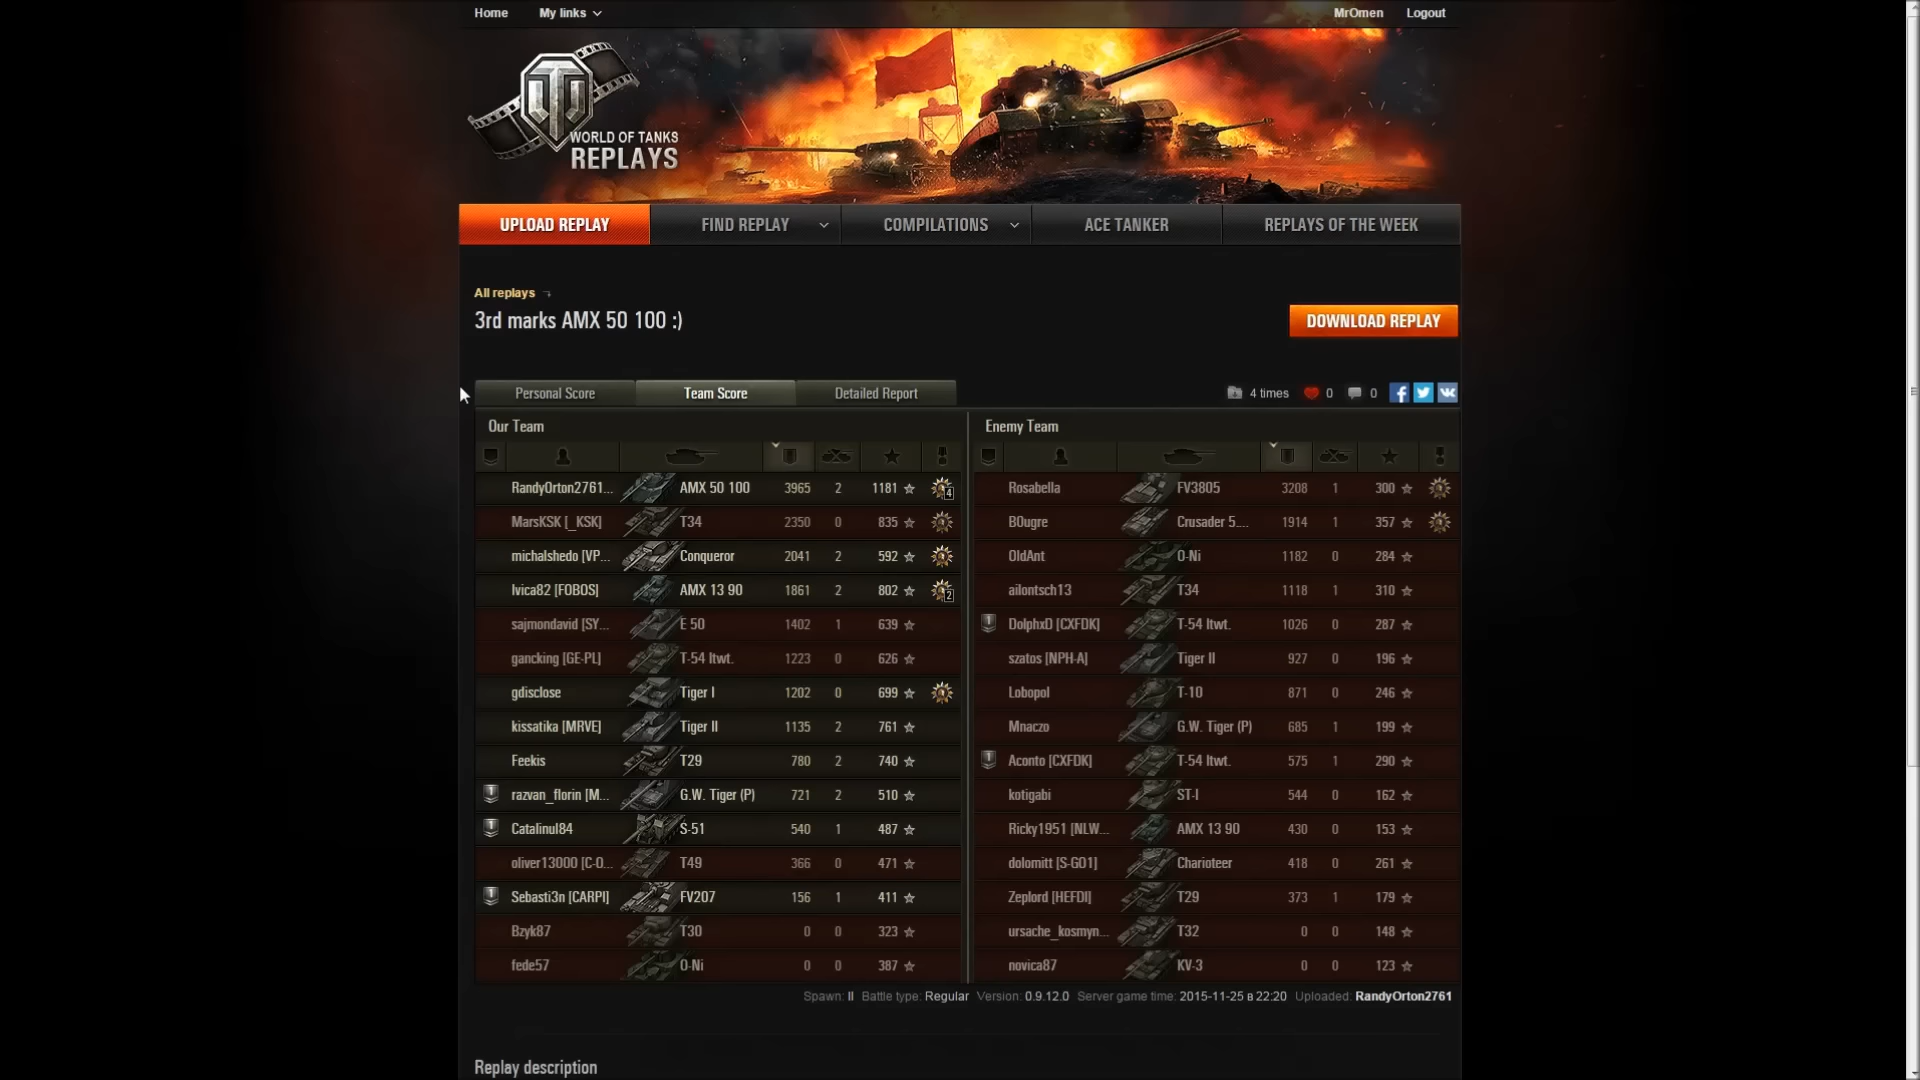 Home My links MrOmen Logout
WORLD OF TANKS
REPLAYS
UPLOAD REPLAY FIND REPLAY COMPILATIONS ACE TANKER REPLAYS OF THE WEEK
All replays
3rd marks AMX 50 100 :) DOWNLOAD REPLAY
Personal Score Team Score Detailed Report 4 times 0 0
Our Team Enemy Team
RandyOrton2761... AMX 50 100 3965 2 1181 4 Rosabella FV3805 3208 1 300
MarsKSK [_KSK] T34 2350 0 835 B0ugre Crusader 5.... 1914 1 357
michalshedo [VP... Conqueror 2041 2 592 OldAnt O-Ni 1182 0 284
Ivica82 [FOBOS] AMX 13 90 1861 2 802 2 ailontsch13 T34 1118 1 310
sajmondavid [SY... E 50 1402 1 639 1 DolphxD [CXFDK] T-54 ltwt. 1026 0 287
gancking [GE-PL] T-54 ltwt. 1223 0 626 szatos [NPH-A] Tiger II 927 0 196
gdisclose Tiger I 1202 0 699 Lobopol T-10 871 0 246
kissatika [MRVE] Tiger II 1135 2 761 Mnaczo G.W. Tiger (P) 685 1 199
Feekis T29 780 2 740 1 Aconto [CXFDK] T-54 ltwt. 575 1 290
1 razvan_florin [M... G.W. Tiger (P) 721 2 510 kotigabi ST-I 544 0 162
1 Catalinul84 S-51 540 1 487 Ricky1951 [NLW... AMX 13 90 430 0 153
oliver13000 [C-O... T49 366 0 471 dolomitt [S-GO1] Charioteer 418 0 261
1 Sebasti3n [CARPI] FV207 156 1 411 Zeplord [HEFDI] T29 373 1 179
Bzyk87 T30 0 0 323 ursache_kosmyn... T32 0 0 148
fede57 O-Ni 0 0 387 novica87 KV-3 0 0 123
Spawn: II Battle type: Regular Version: 0.9.12.0 Server game time: 2015-11-25 в 22:20 Uploaded: RandyOrton2761
Replay description